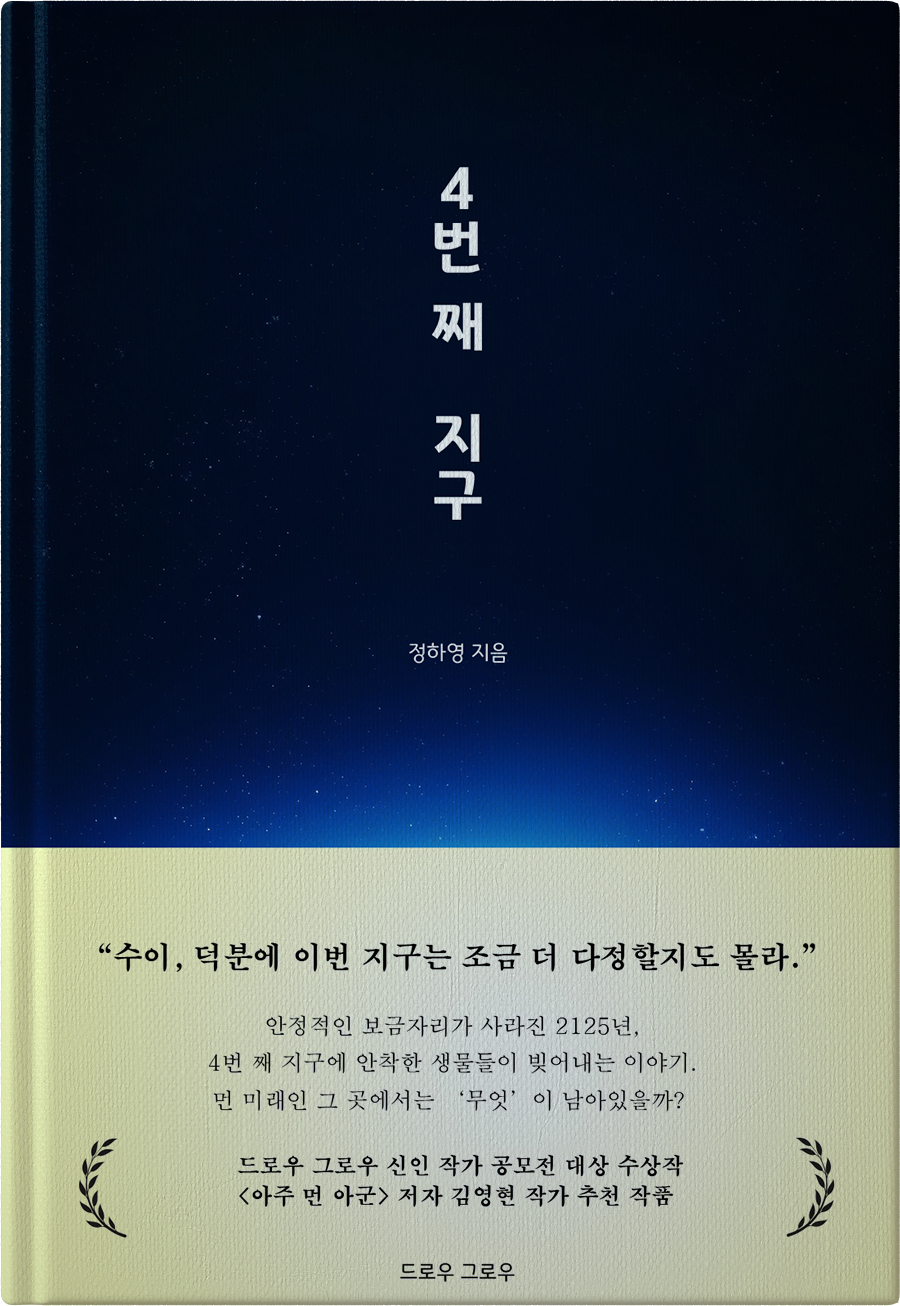 4번 째 지구
정하영 지음
“수이, 덕분에 이번 지구는 조금 더 다정할지도 몰라.”
안정적인 보금자리가 사라진 2125년,
4번 째 지구에 안착한 생물들이 빚어내는 이야기.
먼 미래인 그 곳에서는 ‘무엇’ 이 남아있을까?
드로우 그로우 신인 작가 공모전 대상 수상작
<아주 먼 아군> 저자 김영현 작가 추천 작품
드로우 그로우